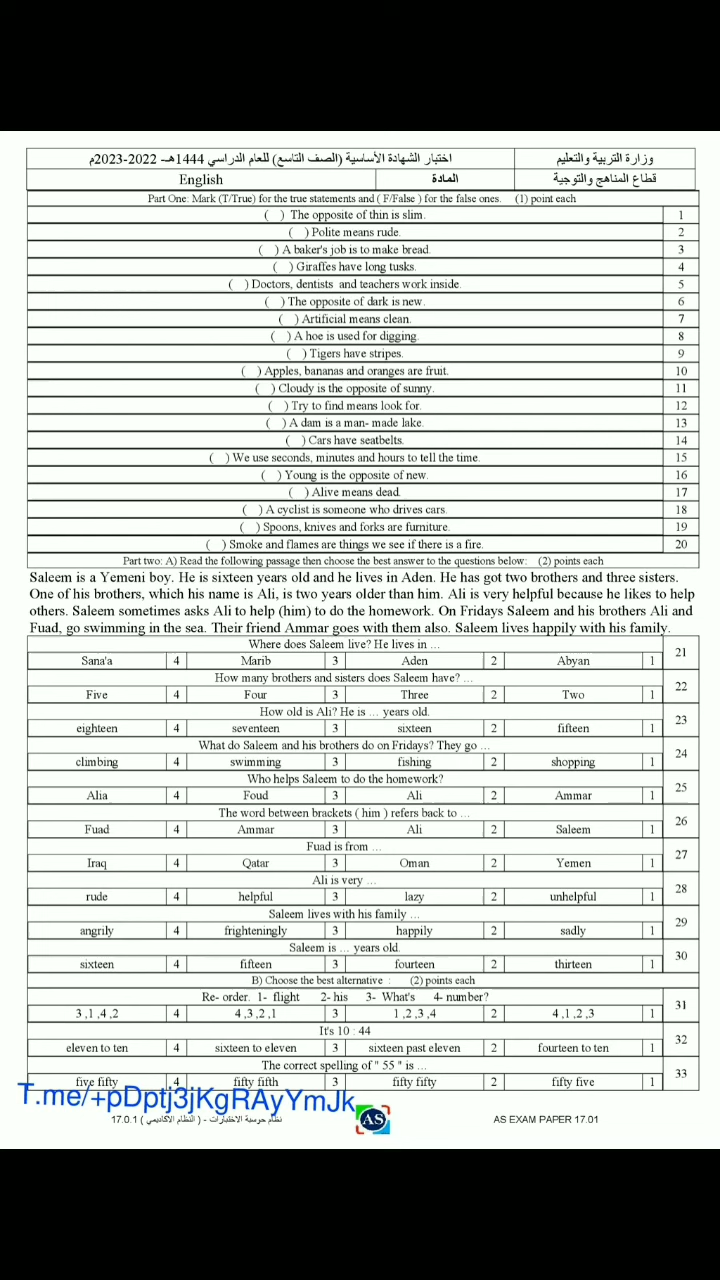 وزارة التربية والتعليم
اختبار الشهادة الأساسية (الصف التاسع) للعام الدراسي 1444هـ- 2022-2023م
قطاع المناهج والتوجية
المادة
English
Part One: Mark (T/True) for the true statements and ( F/False ) for the false ones. (1) point each
( ) The opposite of thin is slim. 1
( ) Polite means rude. 2
( ) A baker's job is to make bread. 3
( ) Giraffes have long tusks. 4
( ) Doctors, dentists and teachers work inside. 5
( ) The opposite of dark is new. 6
( ) Artificial means clean. 7
( ) A hoe is used for digging. 8
( ) Tigers have stripes. 9
( ) Apples, bananas and oranges are fruit. 10
( ) Cloudy is the opposite of sunny. 11
( ) Try to find means look for. 12
( ) A dam is a man- made lake. 13
( ) Cars have seatbelts. 14
( ) We use seconds, minutes and hours to tell the time. 15
( ) Young is the opposite of new. 16
( ) Alive means dead. 17
( ) A cyclist is someone who drives cars. 18
( ) Spoons, knives and forks are furniture. 19
( ) Smoke and flames are things we see if there is a fire. 20
Part two: A) Read the following passage then choose the best answer to the questions below: (2) points each
Saleem is a Yemeni boy. He is sixteen years old and he lives in Aden. He has got two brothers and three sisters.
One of his brothers, which his name is Ali, is two years older than him. Ali is very helpful because he likes to help
others. Saleem sometimes asks Ali to help (him) to do the homework. On Fridays Saleem and his brothers Ali and
Fuad, go swimming in the sea. Their friend Ammar goes with them also. Saleem lives happily with his family.
Where does Saleem live? He lives in ... 21
Sana'a 4 Marib 3 Aden 2 Abyan 1
How many brothers and sisters does Saleem have? ... 22
Five 4 Four 3 Three 2 Two 1
How old is Ali? He is ... years old. 23
eighteen 4 seventeen 3 sixteen 2 fifteen 1
What do Saleem and his brothers do on Fridays? They go ... 24
climbing 4 swimming 3 fishing 2 shopping 1
Who helps Saleem to do the homework? 25
Alia 4 Foud 3 Ali 2 Ammar 1
The word between brackets ( him ) refers back to ... 26
Fuad 4 Ammar 3 Ali 2 Saleem 1
Fuad is from ... 27
Iraq 4 Qatar 3 Oman 2 Yemen 1
Ali is very ... 28
rude 4 helpful 3 lazy 2 unhelpful 1
Saleem lives with his family ... 29
angrily 4 frighteningly 3 happily 2 sadly 1
Saleem is ... years old. 30
sixteen 4 fifteen 3 fourteen 2 thirteen 1
B) Choose the best alternative : (2) points each
Re- order. 1- flight 2- his 3- What's 4- number? 31
3,1,4,2 4 4,3,2,1 3 1,2,3,4 2 4,1,2,3 1
It's 10 : 44 32
eleven to ten 4 sixteen to eleven 3 sixteen past eleven 2 fourteen to ten 1
The correct spelling of " 55 " is ... 33
five fifty 4 fifty fifth 3 fifty fifty 2 fifty five 1
T.me/+pDptj3jKgRAyYmJk
نظام حوسبة الاختبارات - ( النظام الاكاديمي ) 17.0.1
AS
AS EXAM PAPER 17.01